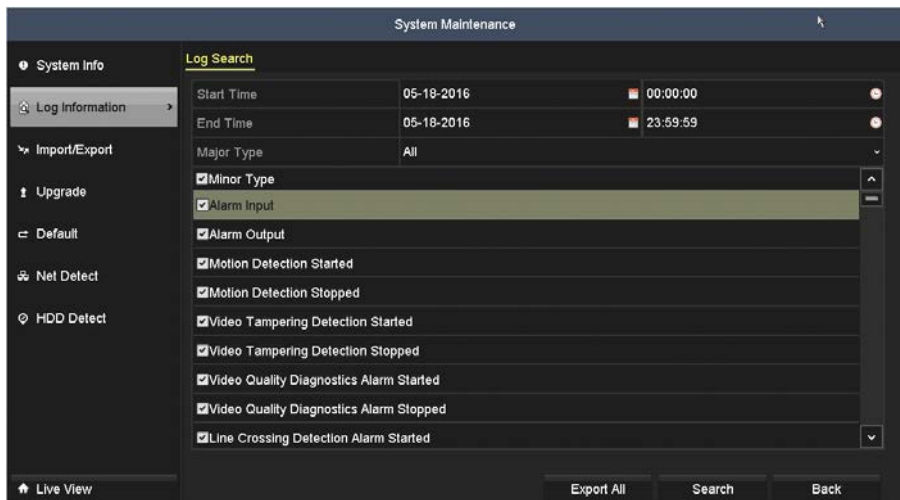 System Maintenance
System Info
Log Information
Import/Export
Upgrade
Default
Net Detect
HDD Detect
Live View
Log Search
Start Time 05-18-2016 00:00:00
End Time 05-18-2016 23:59:59
Major Type All
Minor Type
Alarm Input
Alarm Output
Motion Detection Started
Motion Detection Stopped
Video Tampering Detection Started
Video Tampering Detection Stopped
Video Quality Diagnostics Alarm Started
Video Quality Diagnostics Alarm Stopped
Line Crossing Detection Alarm Started
Export All Search Back